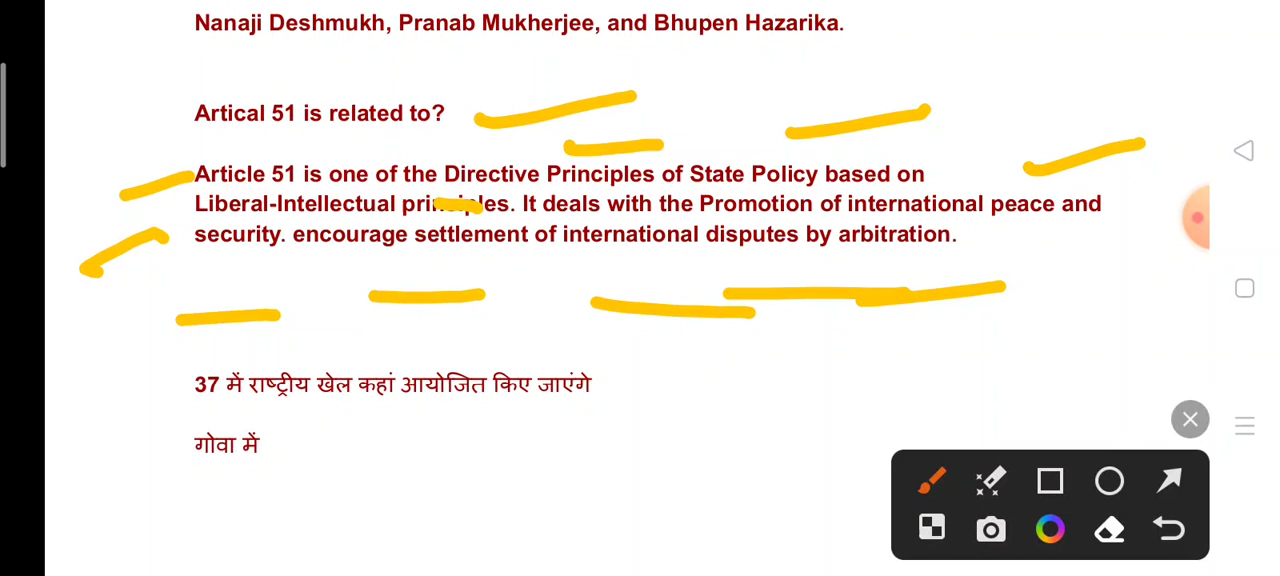 Nanaji Deshmukh, Pranab Mukherjee, and Bhupen Hazarika.
Artical 51 is related to?
Article 51 is one of the Directive Principles of State Policy based on
Liberal-Intellectual principles. It deals with the Promotion of international peace and
security. encourage settlement of international disputes by arbitration.
37 में राष्ट्रीय खेल कहां आयोजित किए जाएंगे
गोवा में